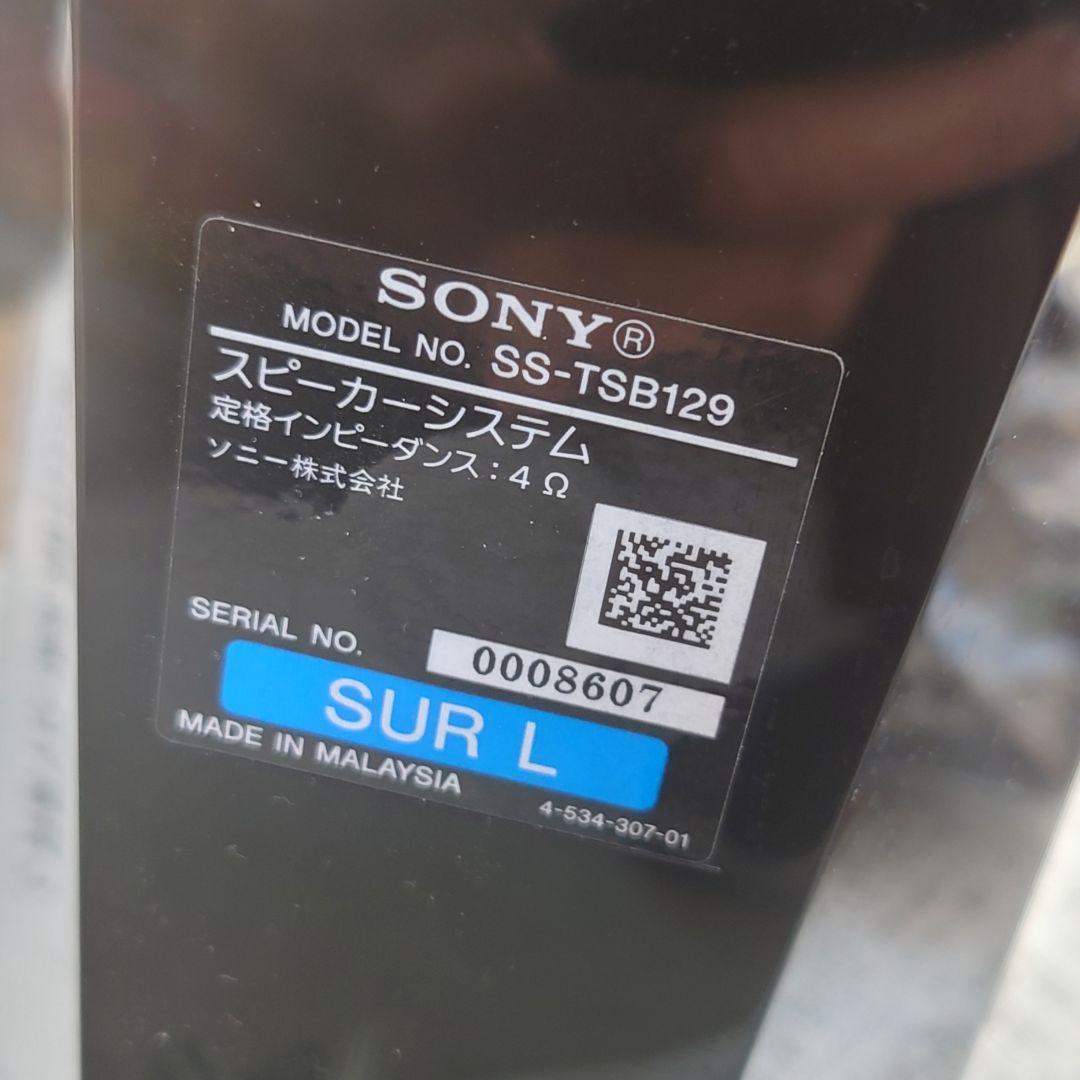 SONY®
MODEL NO. SS-TSB129
スピーカーシステム
定格インピーダンス：4 Ω
ソニー株式会社
SERIAL NO. 0008607
SUR L
MADE IN MALAYSIA
4-534-307-01